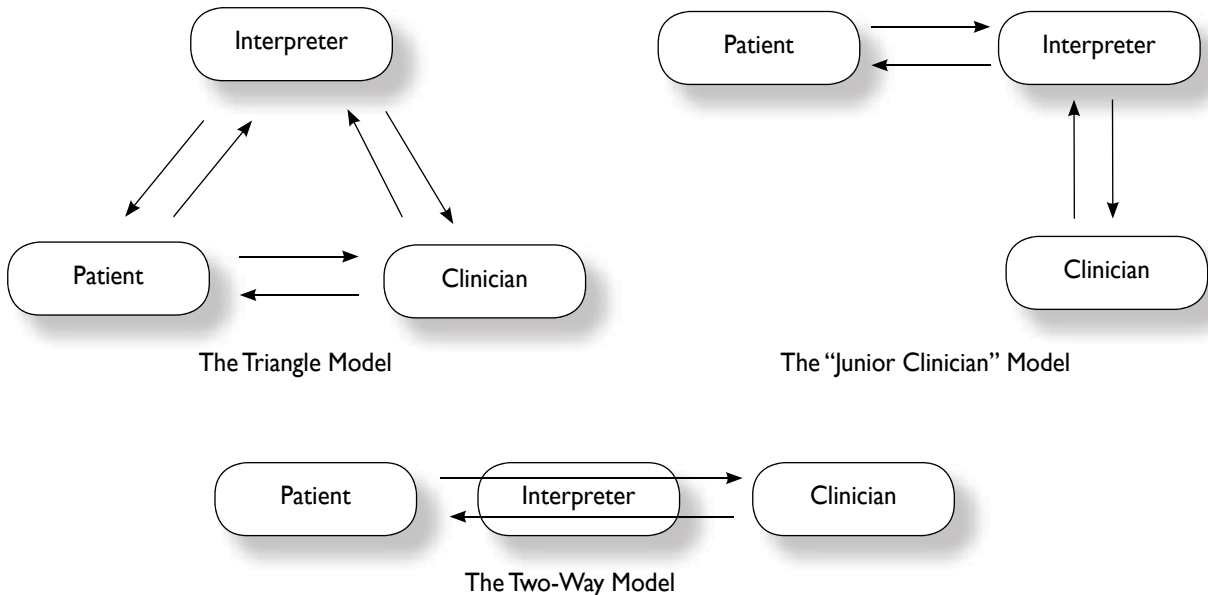 Interpreter
Patient
Clinician
The Triangle Model
Patient
Interpreter
Clinician
The “Junior Clinician” Model
Patient
Interpreter
Clinician
The Two-Way Model